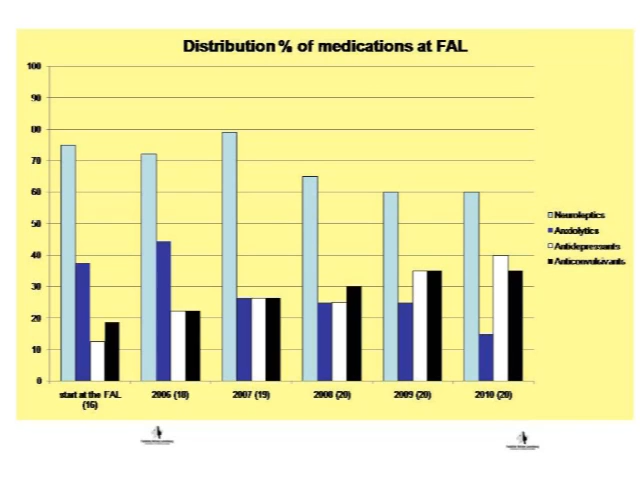 Distribution % of medications at FAL
100
90
80
70
60
50
40
30
20
10
0
start at the FAL
(16)
2006 (18)
2007 (19)
2008 (20)
2009 (20)
2010 (20)
Neuroleptics
Anxiolytics
Antidepressants
Anticonvulsivants